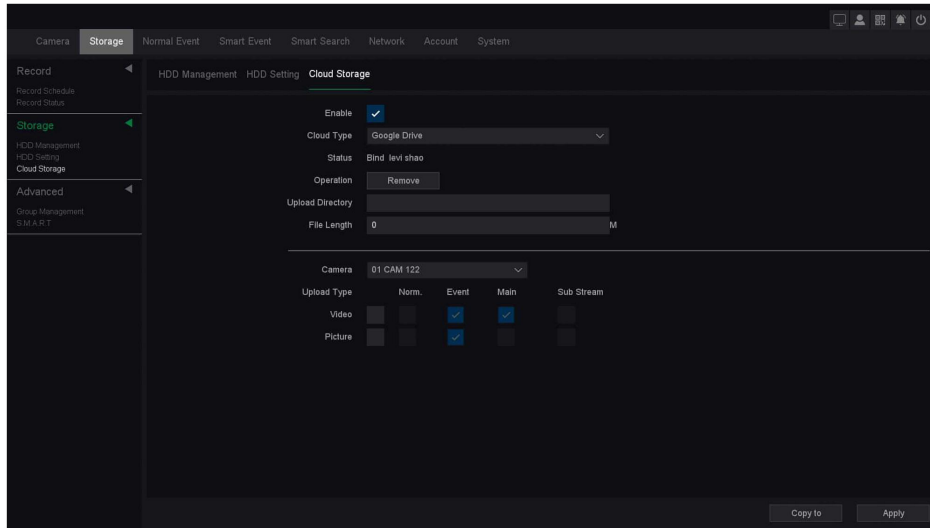 Camera Storage Normal Event Smart Event Smart Search Network Account System
Record
Record Schedule
Record Status
Storage
HDD Management
HDD Setting
Cloud Storage
Advanced
Group Management
S.M.A.R.T
HDD Management HDD Setting Cloud Storage
Enable
Cloud Type Google Drive
Status Bind levi shao
Operation Remove
Upload Directory
File Length 0 M
Camera 01 CAM 122
Upload Type Norm. Event Main Sub Stream
Video
Picture
Copy to Apply